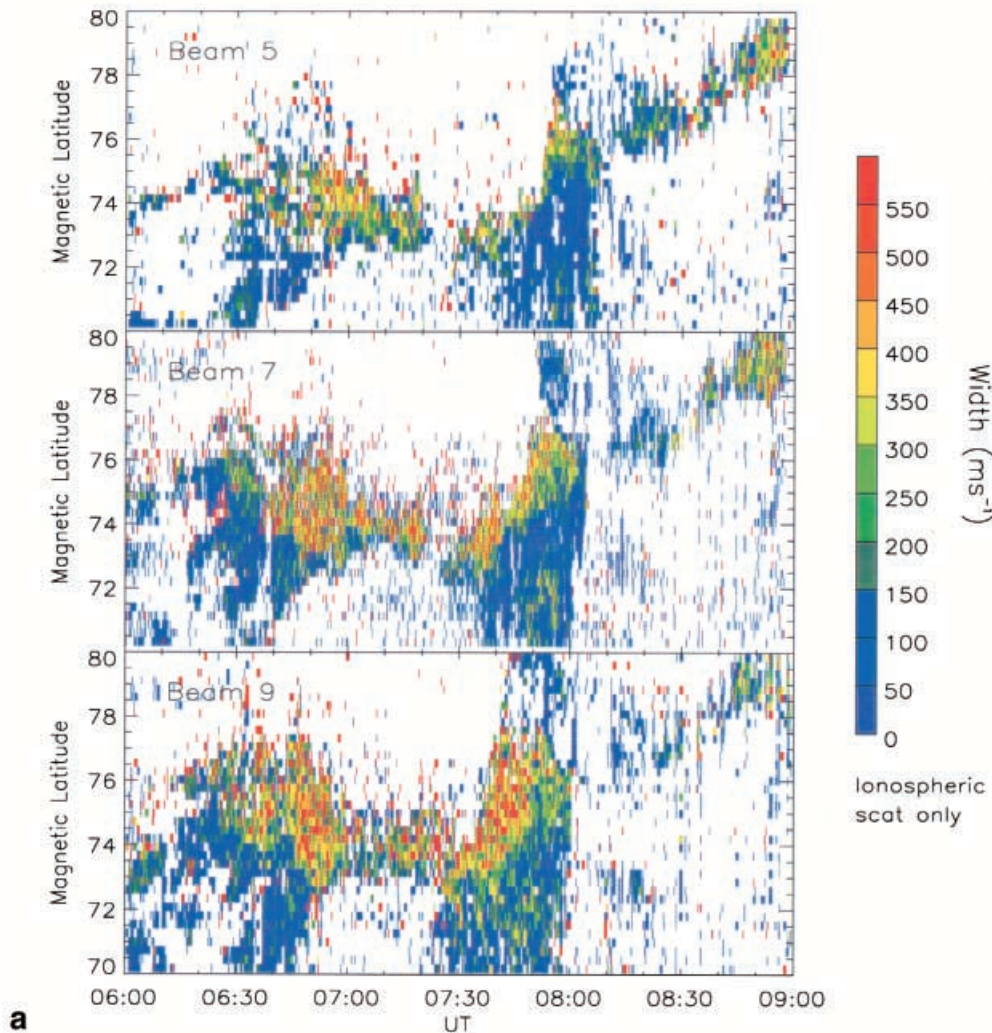 80
78
76
74
72
Magnetic Latitude
Beam 5
80
78
76
74
72
Magnetic Latitude
Beam 7
80
78
76
74
72
70
Magnetic Latitude
Beam 9
06:00 06:30 07:00 07:30 08:00 08:30 09:00
UT
550
500
450
400
350
300
250
200
150
100
50
0
Width (ms⁻¹)
Ionospheric
scat only
a